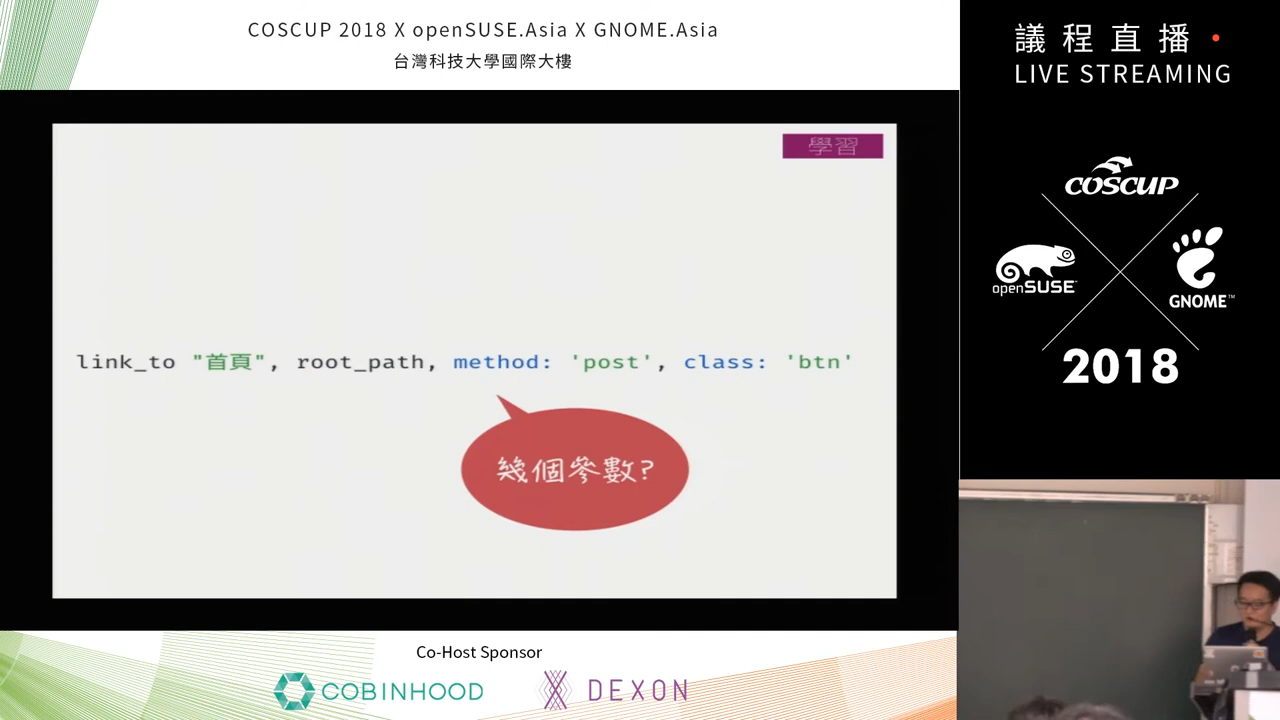 COSCUP 2018 X openSUSE.Asia X GNOME.Asia
台灣科技大學國際大樓
議程直播
LIVE STREAMING
學習
link_to "首頁", root_path, method: 'post', class: 'btn'
幾個參數?
COSCUP
openSUSE
GNOME™
2018
Co-Host Sponsor
COBINHOOD
DEXON